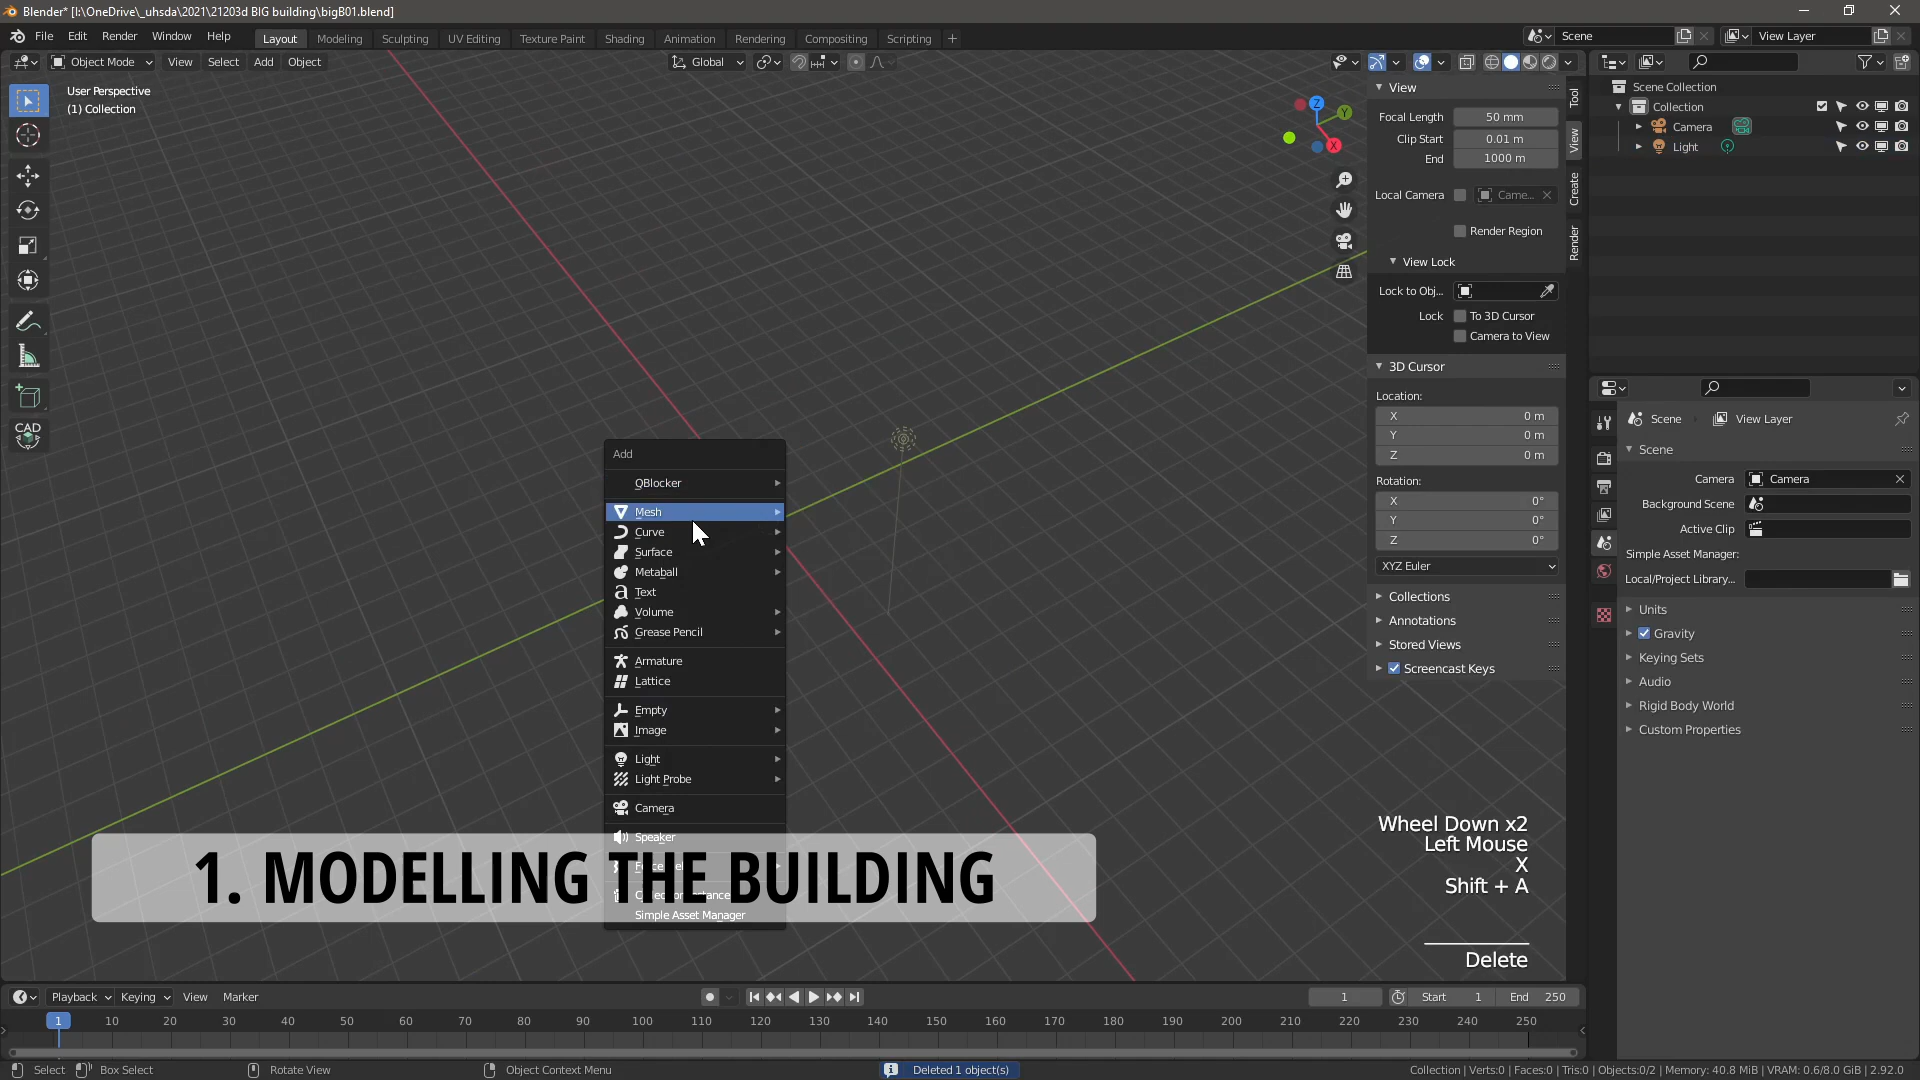 Blender* [I:\OneDrive\_uhsda\2021\21203d BIG building\bigB01.blend]
File Edit Render Window Help Layout Modeling Sculpting UV Editing Texture Paint Shading Animation Rendering Compositing Scripting + Scene View Layer
Object Mode View Select Add Object Global
User Perspective
(1) Collection
CAD
Z
Y
X
View
Focal Length 50 mm
Clip Start 0.01 m
End 1000 m
Local Camera Came...
Render Region
View Lock
Lock to Obj...
Lock To 3D Cursor
Camera to View
3D Cursor
Location:
X 0 m
Y 0 m
Z 0 m
Rotation:
X 0°
Y 0°
Z 0°
XYZ Euler
Collections
Annotations
Stored Views
Screencast Keys
Tool
View
Create
Render
Scene Collection
Collection
Camera
Light
Scene View Layer
Scene
Camera Camera
Background Scene
Active Clip
Simple Asset Manager:
Local/Project Library...
Units
Gravity
Keying Sets
Audio
Rigid Body World
Custom Properties
Add
QBlocker
Mesh
Curve
Surface
Metaball
Text
Volume
Grease Pencil
Armature
Lattice
Empty
Image
Light
Light Probe
Camera
Speaker
Simple Asset Manager
1. MODELLING THE BUILDING
Wheel Down x2
Left Mouse
X
Shift + A
Delete
Playback Keying View Marker 1 Start 1 End 250
1 10 20 30 40 50 60 70 80 90 100 110 120 130 140 150 160 170 180 190 200 210 220 230 240 250
Select Box Select Rotate View Object Context Menu Deleted 1 object(s) Collection | Verts:0 | Faces:0 | Tris:0 | Objects:0/2 | Memory: 40.8 MiB | VRAM: 0.6/8.0 GiB | 2.92.0